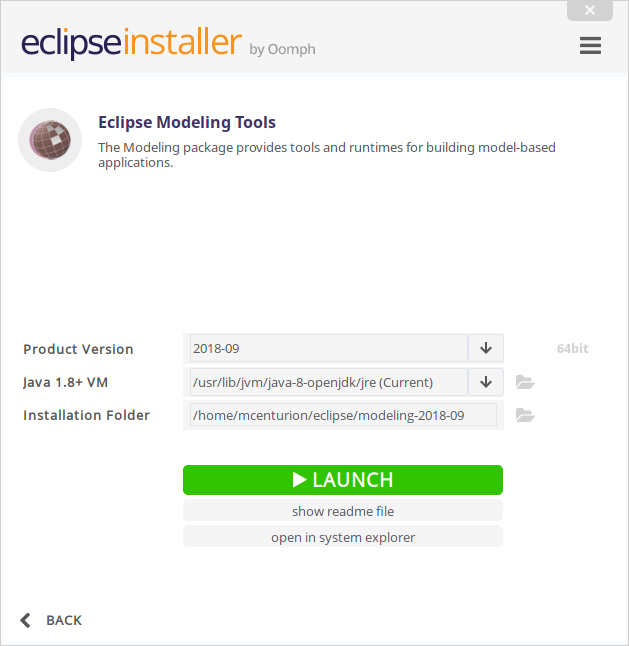 eclipseinstaller by Oomph
Eclipse Modeling Tools
The Modeling package provides tools and runtimes for building model-based
applications.
Product Version 2018-09 64bit
Java 1.8+ VM /usr/lib/jvm/java-8-openjdk/jre (Current)
Installation Folder /home/mcenturion/eclipse/modeling-2018-09
LAUNCH
show readme file
open in system explorer
BACK